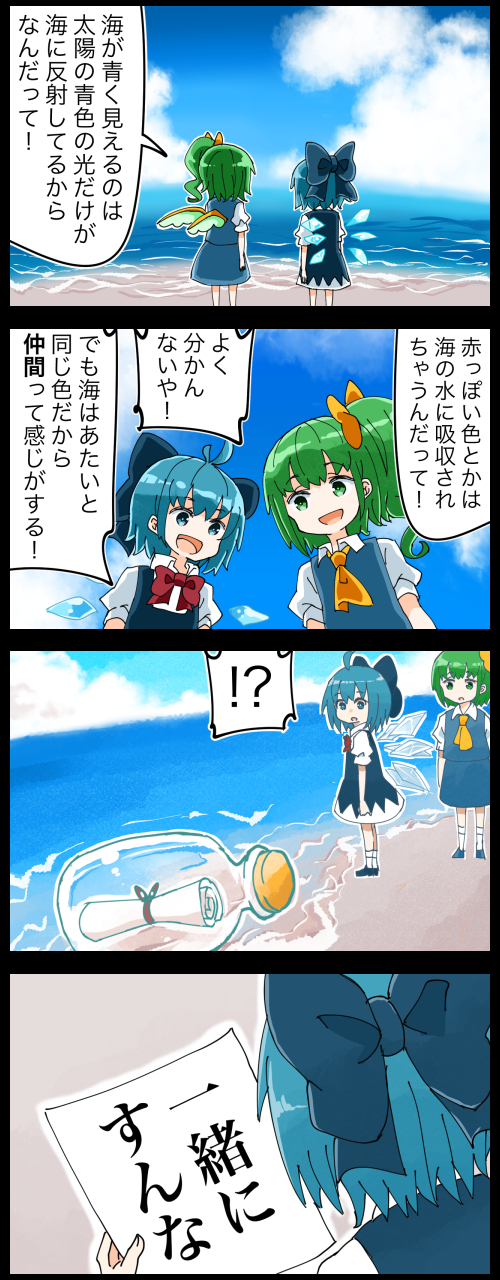 海が青く見えるのは
太陽の青色の光だけが
海に反射してるから
なんだって！
赤っぽい色とかは
海の水に吸収され
ちゃうんだって！
よく
分かん
ないや！
でも海はあたいと
同じ色だから
仲間って感じがする！
!?
一緒に
すんな